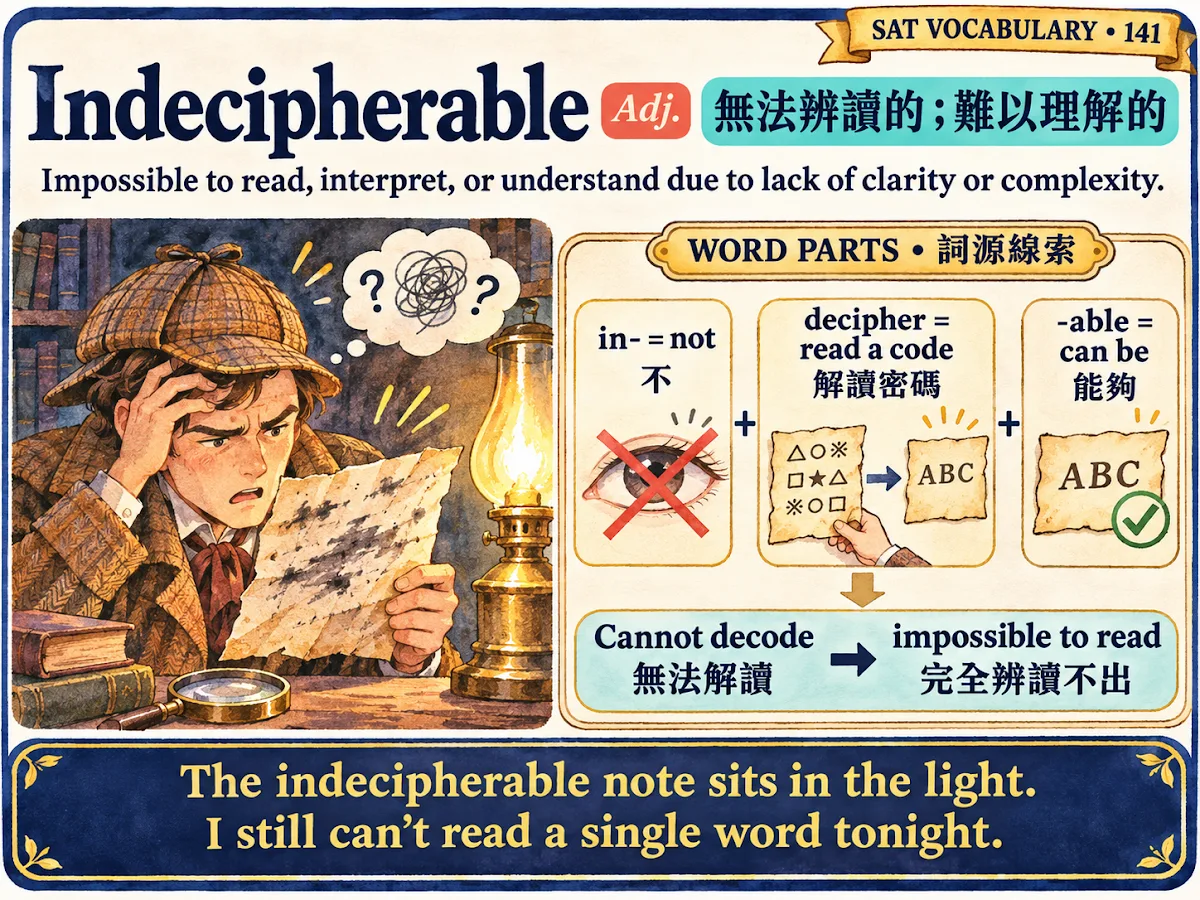 SAT VOCABULARY • 141
Indecipherable
Adj.
無法辨讀的；難以理解的
Impossible to read, interpret, or understand due to lack of clarity or complexity.
? ?
WORD PARTS • 詞源線索
in- = not
不
+
decipher =
read a code
解讀密碼
△○※
□★△
※○□
ABC
+
-able =
can be
能夠
ABC
Cannot decode
無法解讀
impossible to read
完全辨讀不出
The indecipherable note sits in the light.
I still can't read a single word tonight.